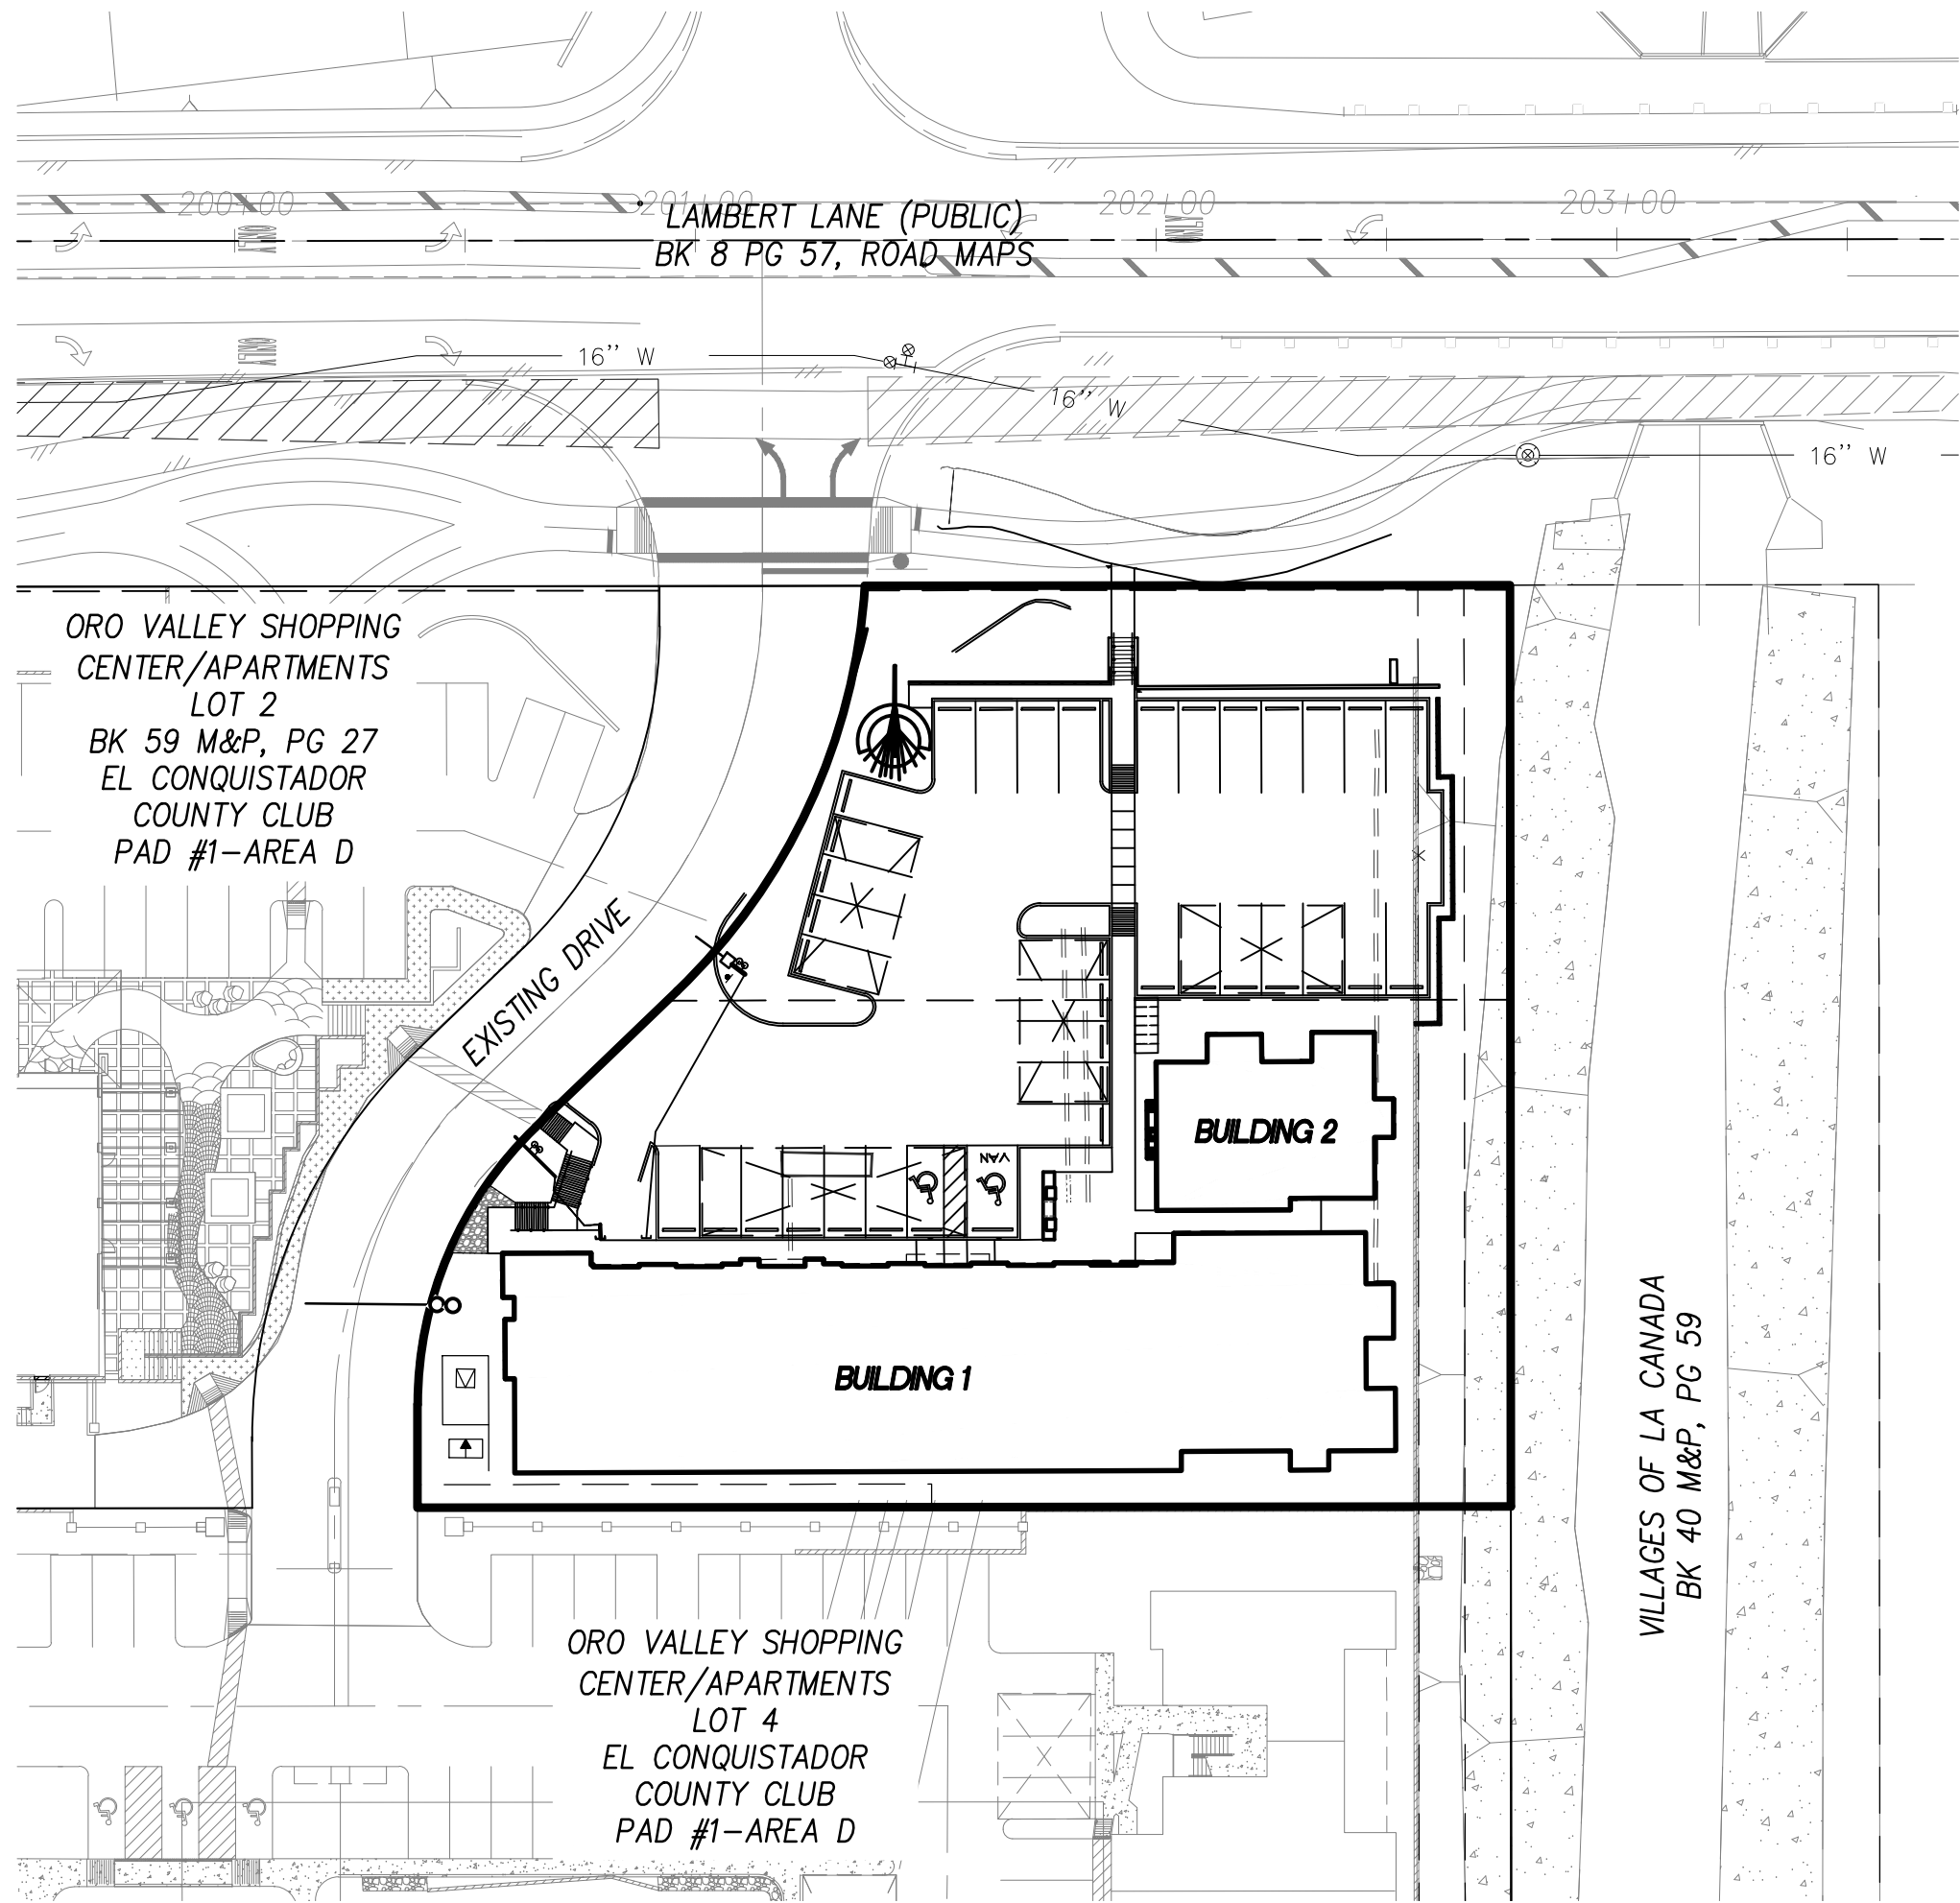 200+00
201+00
202+00
203+00
LAMBERT LANE (PUBLIC)
BK 8 PG 57, ROAD MAPS
ONLY
ONLY
ONLY
16" W
16" W
16" W
ORO VALLEY SHOPPING
CENTER/APARTMENTS
LOT 2
BK 59 M&P, PG 27
EL CONQUISTADOR
COUNTY CLUB
PAD #1-AREA D
EXISTING DRIVE
BUILDING 2
VAN
BUILDING 1
VILLAGES OF LA CANADA
BK 40 M&P, PG 59
ORO VALLEY SHOPPING
CENTER/APARTMENTS
LOT 4
EL CONQUISTADOR
COUNTY CLUB
PAD #1-AREA D